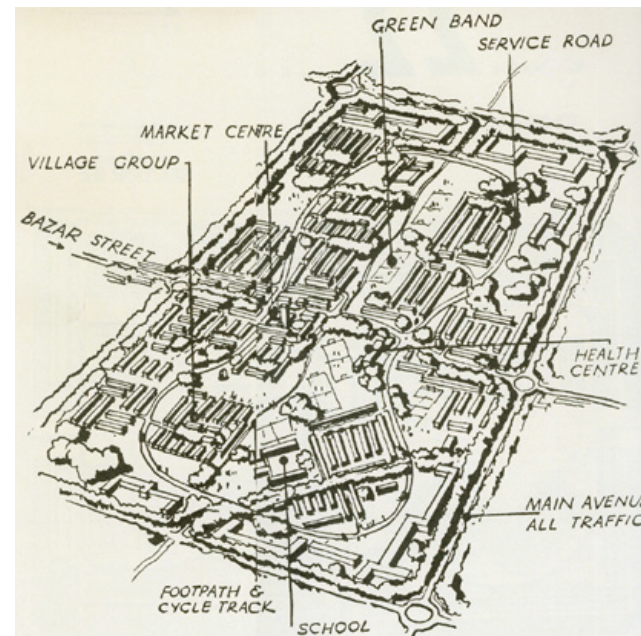 GREEN BAND
SERVICE ROAD
MARKET CENTRE
VILLAGE GROUP
BAZAR STREET
HEALTH
CENTRE
MAIN AVENU
ALL TRAFFIC
FOOTPATH &
CYCLE TRACK
SCHOOL